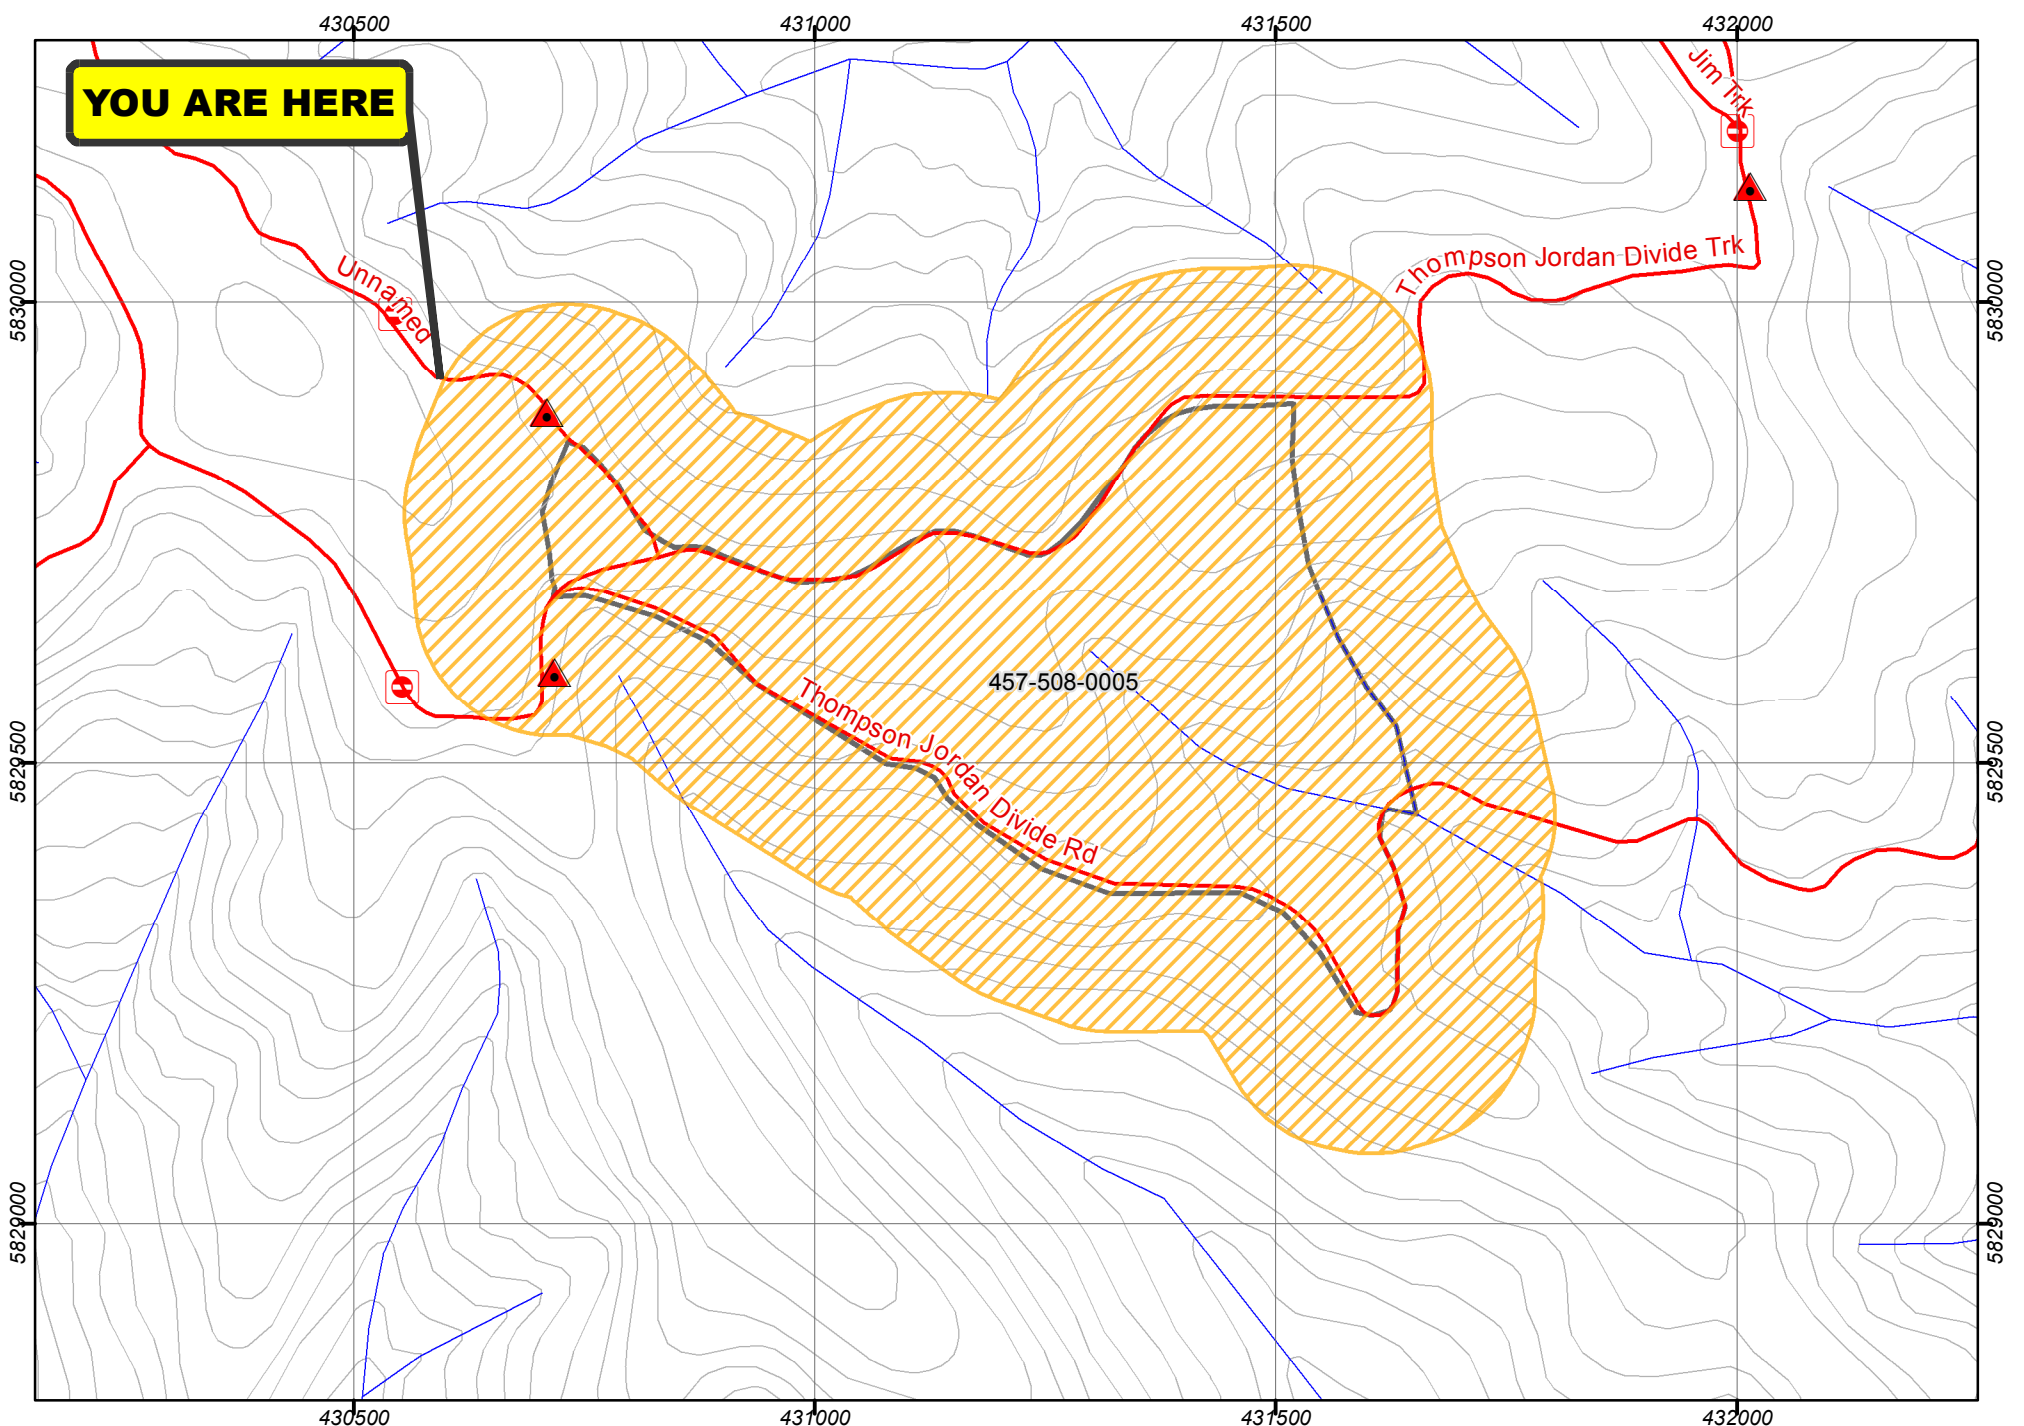 430500 431000 431500 432000
YOU ARE HERE
Jim Trk
Thompson Jordan Divide Trk
Unnamed
5830000 5830000
457-508-0005
Thompson Jordan Divide Rd
5829500 5829500
5829000 5829000
430500 431000 431500 432000